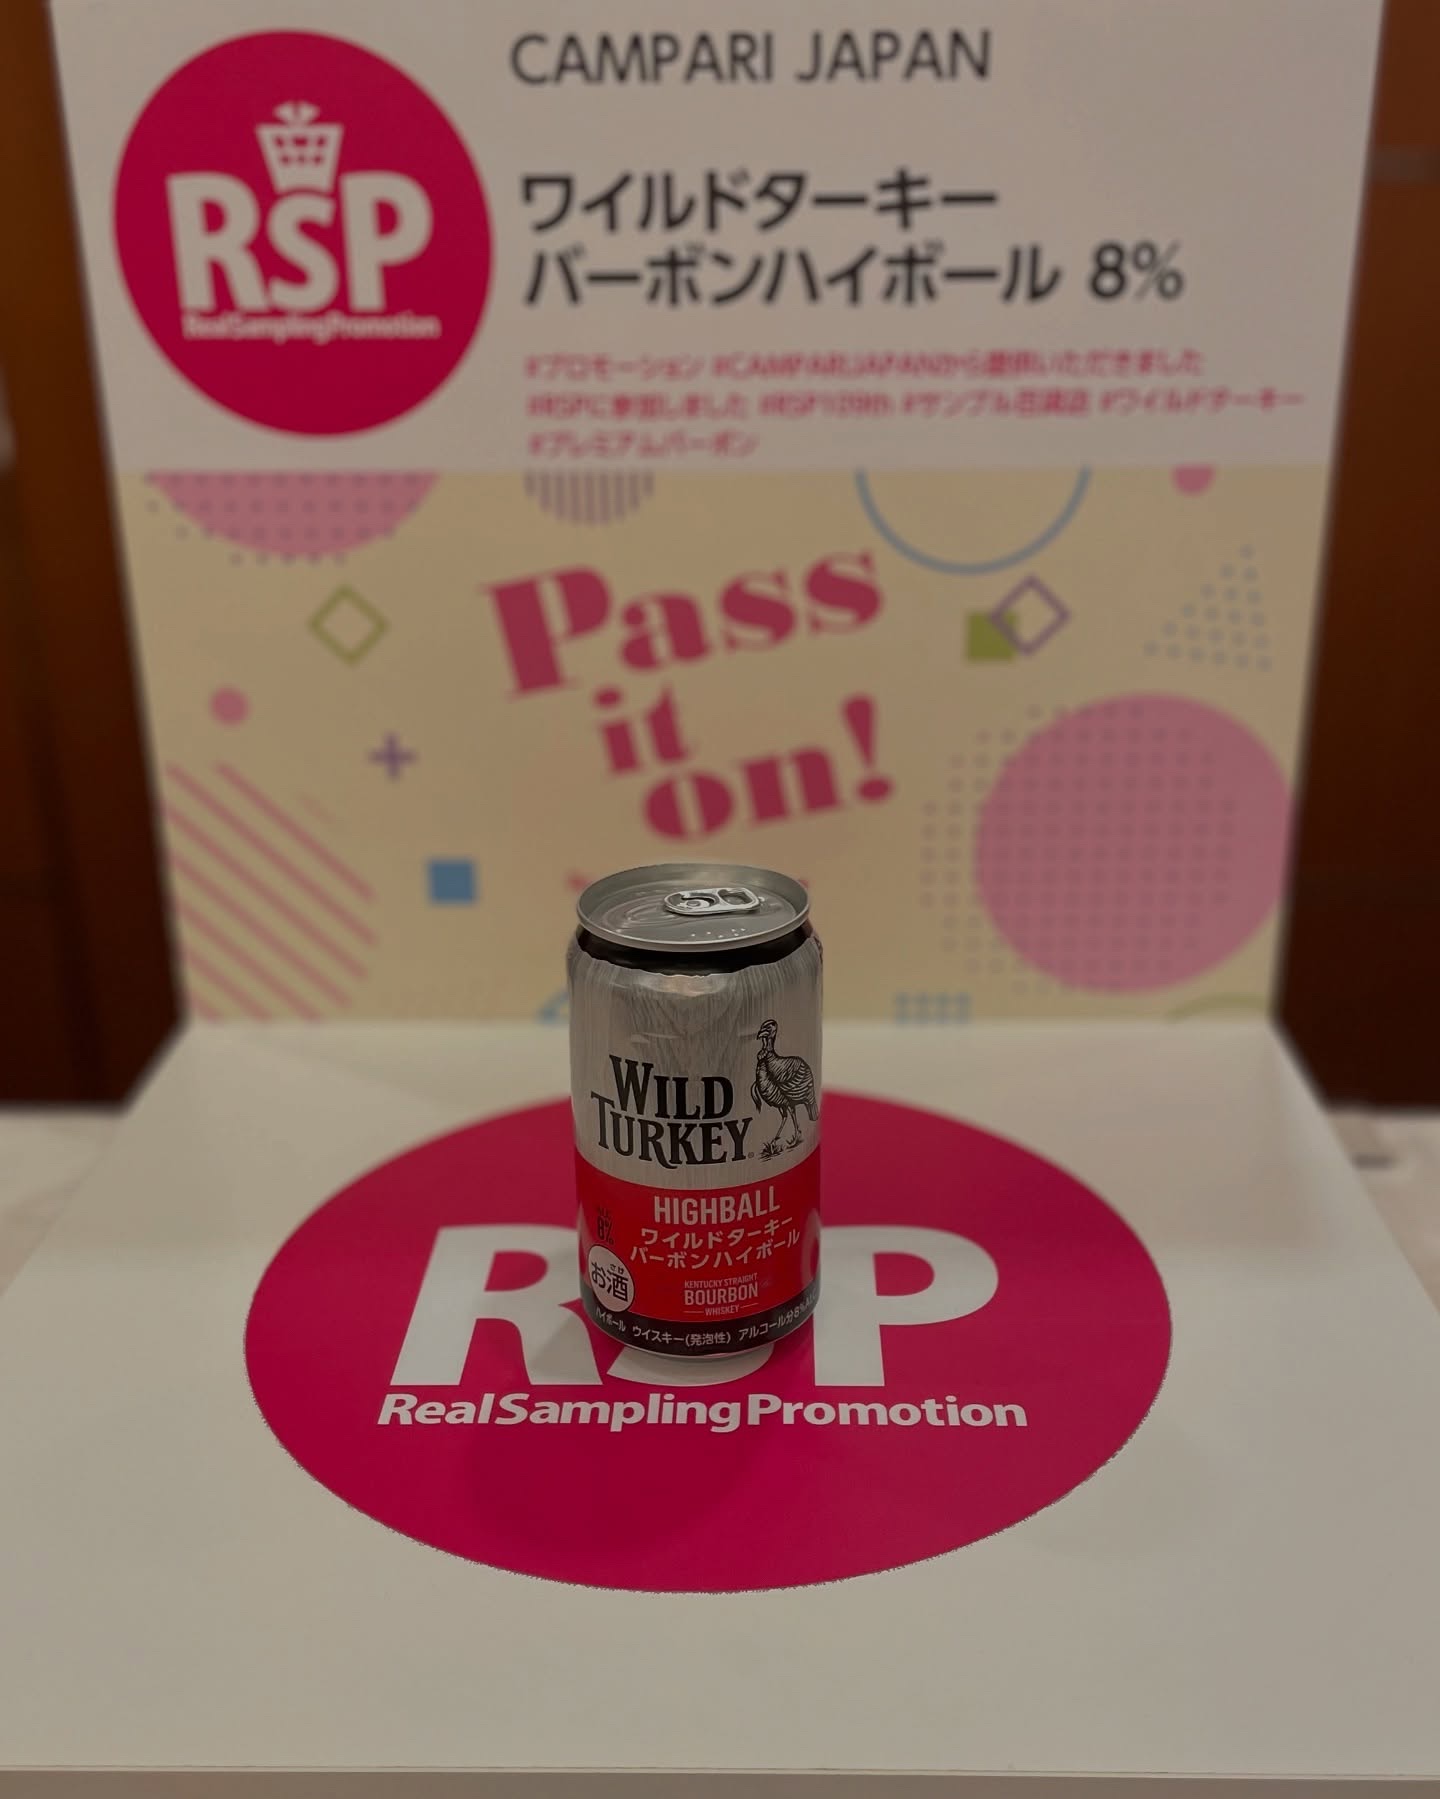 CAMPARI JAPAN
RSP
RealSamplingPromotion
ワイルドターキー
バーボンハイボール 8%
#プロモーション #CAMPARIJAPANから提供いただきました
#RSPに参加しました #RSP109th #サンプル百貨店 #ワイルドターキー
#プレミアムバーボン
Pass
it
on!
WILD
TURKEY
HIGHBALL
8%
ワイルドターキー
バーボンハイボール
さけ
お酒
KENTUCKY STRAIGHT
BOURBON
WHISKEY
ハイボール ウイスキー(発泡性) アルコール分8%
RSP
RealSamplingPromotion